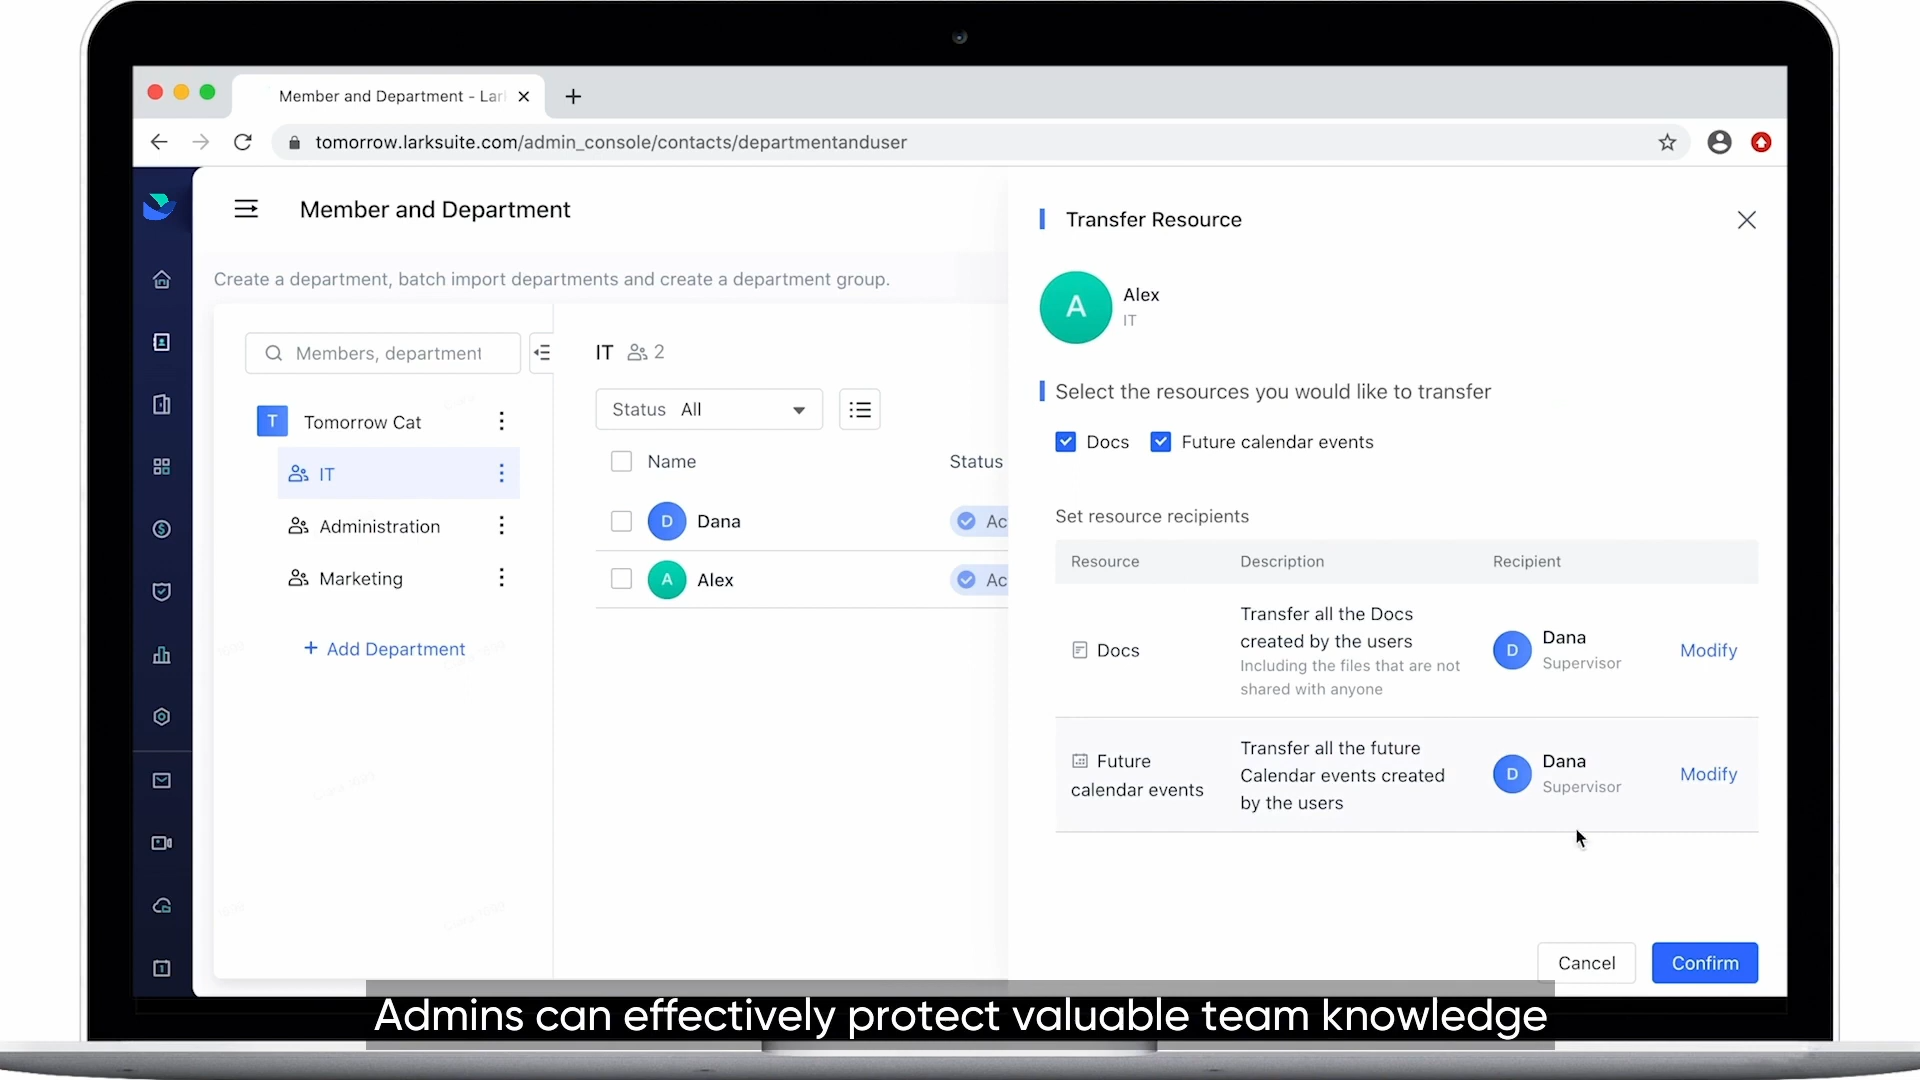 Member and Department - Lar
tomorrow.larksuite.com/admin_console/contacts/departmentanduser
Member and Department
Create a department, batch import departments and create a department group.
Members, department
T Tomorrow Cat
IT
Administration
Marketing
+ Add Department
IT 2
Status All
Name Status
D Dana Ac
A Alex Ac
Transfer Resource
A Alex
IT
Select the resources you would like to transfer
Docs Future calendar events
Set resource recipients
Resource Description Recipient
Docs
Transfer all the Docs
created by the users
Including the files that are not
shared with anyone
D Dana
Supervisor
Modify
Future
calendar events
Transfer all the future
Calendar events created
by the users
D Dana
Supervisor
Modify
Cancel Confirm
Admins can effectively protect valuable team knowledge